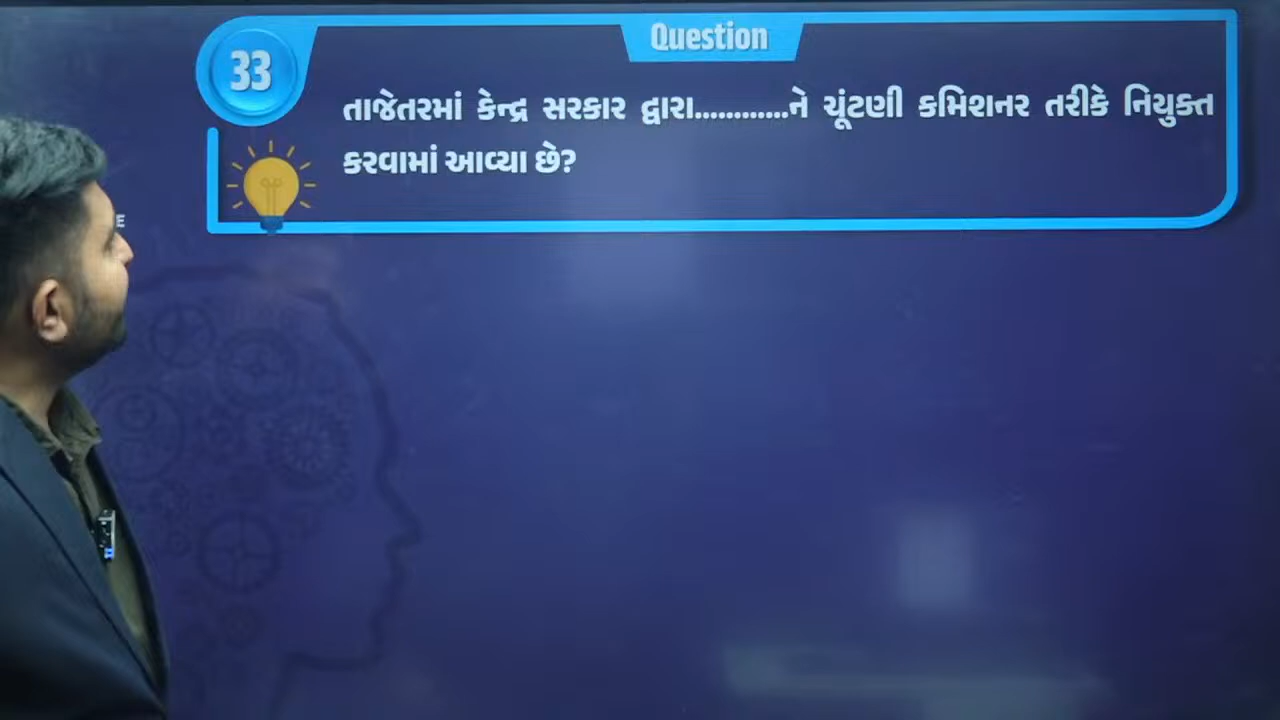 Question
33
તાજેતરમાં કેન્દ્ર સરકાર દ્વારા............ને ચૂંટણી કમિશનર તરીકે નિયુક્ત
કરવામાં આવ્યા છે?
E